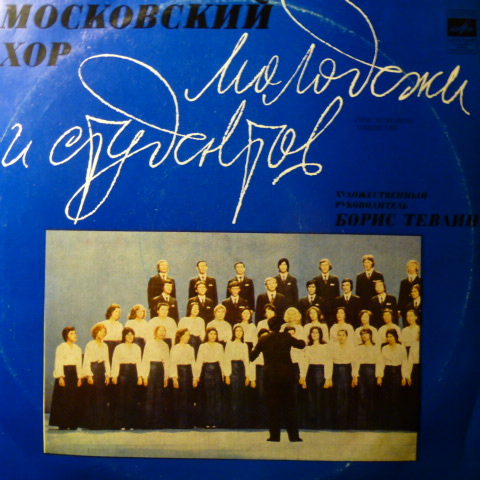 МОСКОВСКИЙ
ХОР
молодежи
и студентов
ХУДОЖЕСТВЕННЫЙ
РУКОВОДИТЕЛЬ
БОРИС ТЕВЛИН